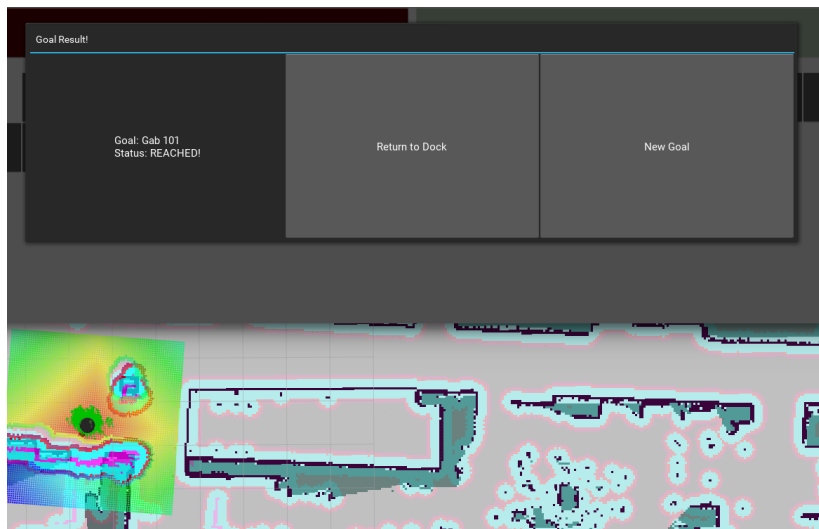 Goal Result!
Goal: Gab 101
Status: REACHED!
Return to Dock
New Goal